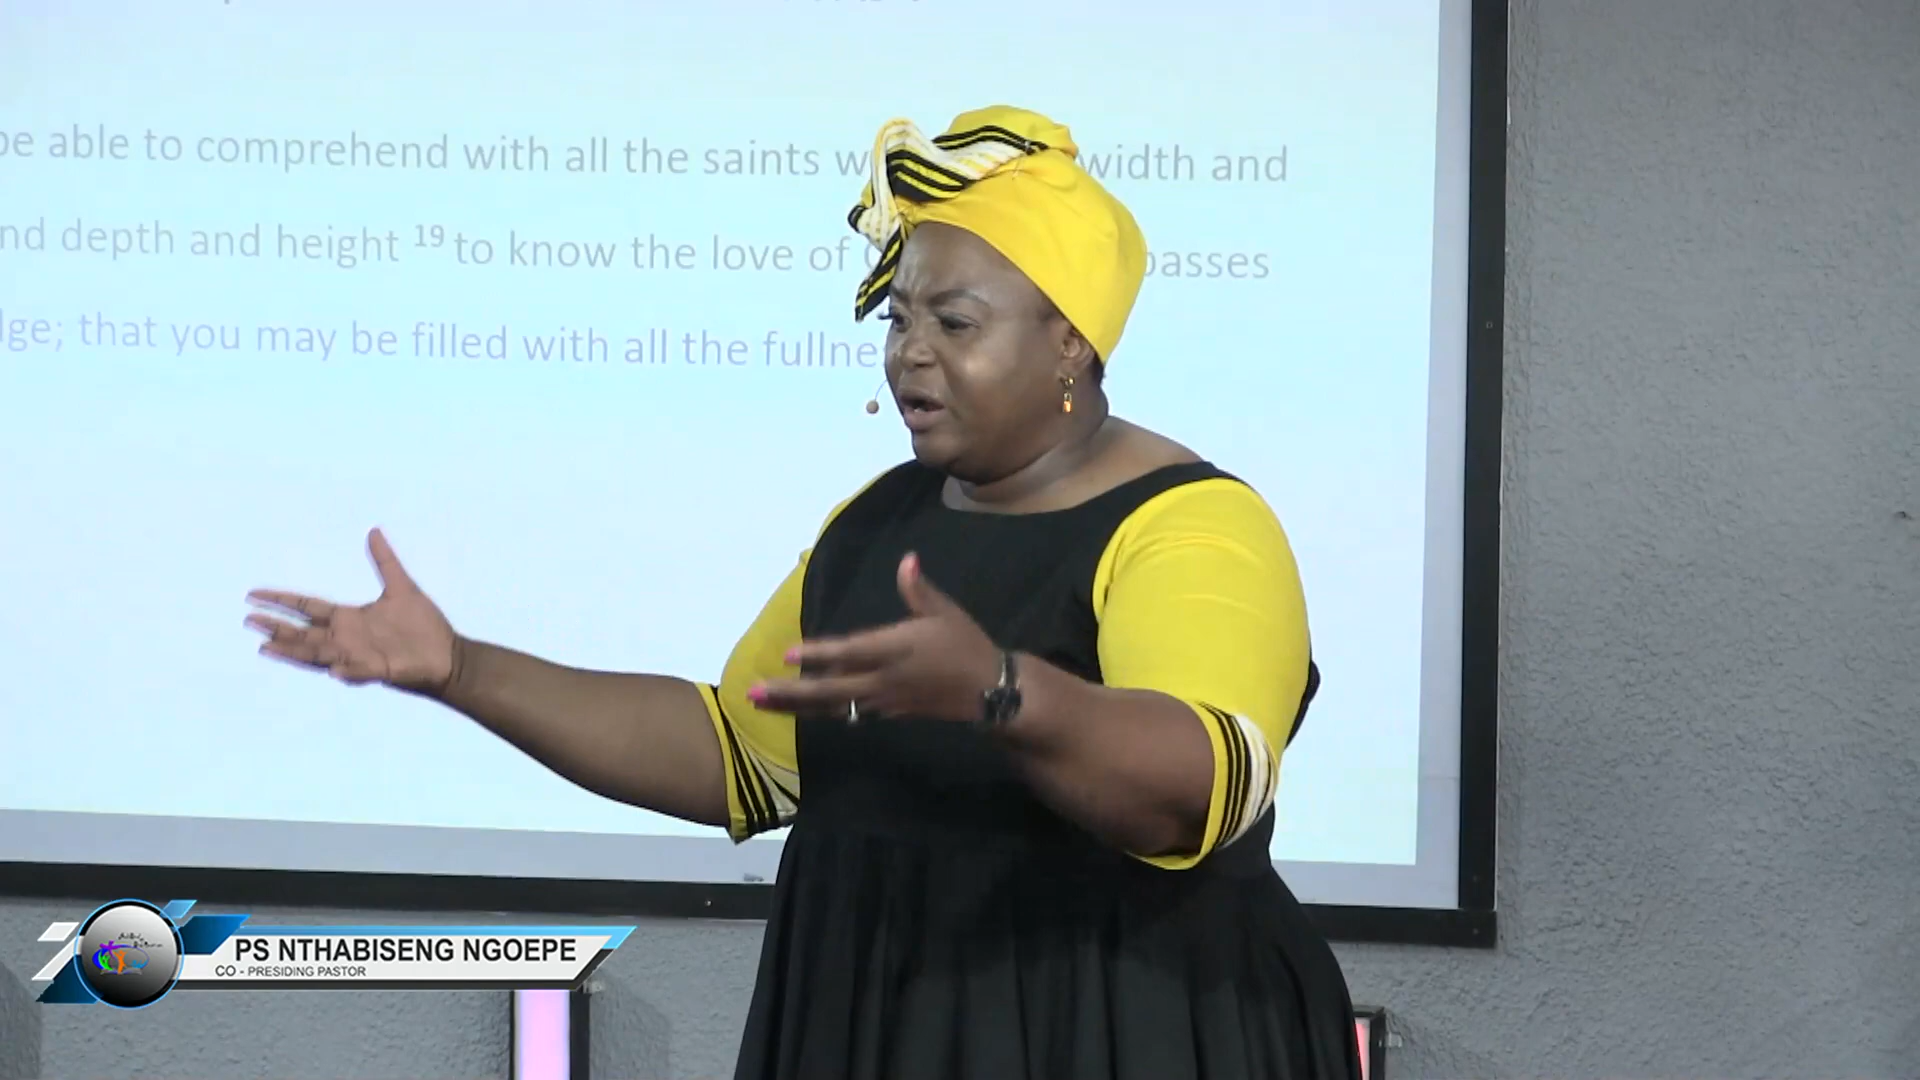 be able to comprehend with all the saints width and
nd depth and height 19 to know the love of passes
lge; that you may be filled with all the fullne
PS NTHABISENG NGOEPE
CO - PRESIDING PASTOR